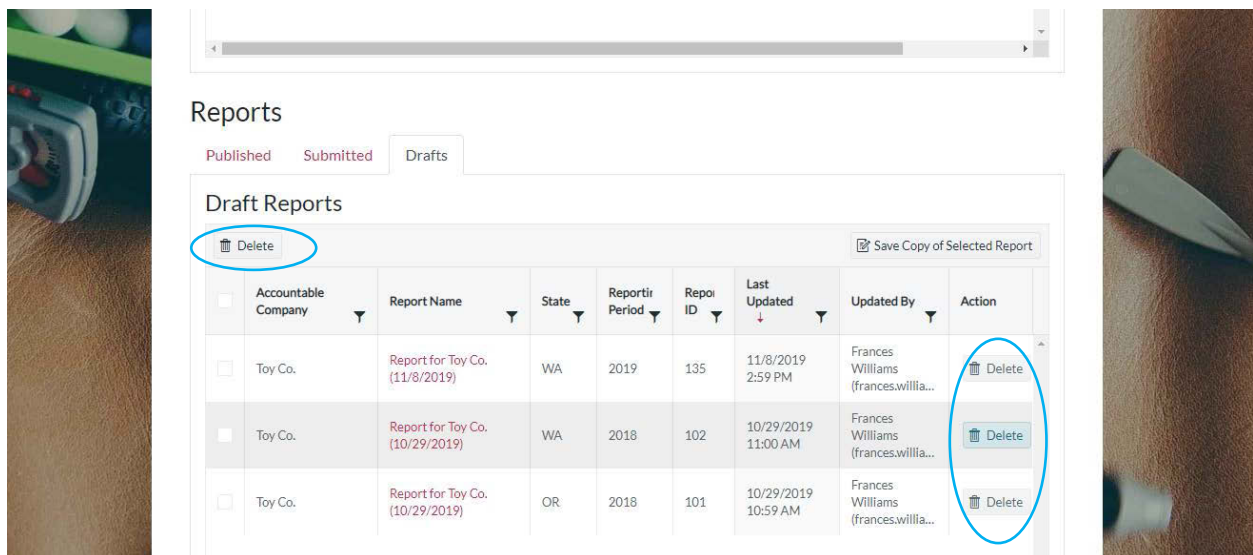 Reports
Published Submitted Drafts
Draft Reports
Delete Save Copy of Selected Report
Accountable Company Report Name State Reportir Period Repor ID Last Updated Updated By Action
Toy Co. Report for Toy Co. (11/8/2019) WA 2019 135 11/8/2019 2:59 PM Frances Williams (frances.willia... Delete
Toy Co. Report for Toy Co. (10/29/2019) WA 2018 102 10/29/2019 11:00 AM Frances Williams (frances.willia... Delete
Toy Co. Report for Toy Co. (10/29/2019) OR 2018 101 10/29/2019 10:59 AM Frances Williams (frances.willia... Delete